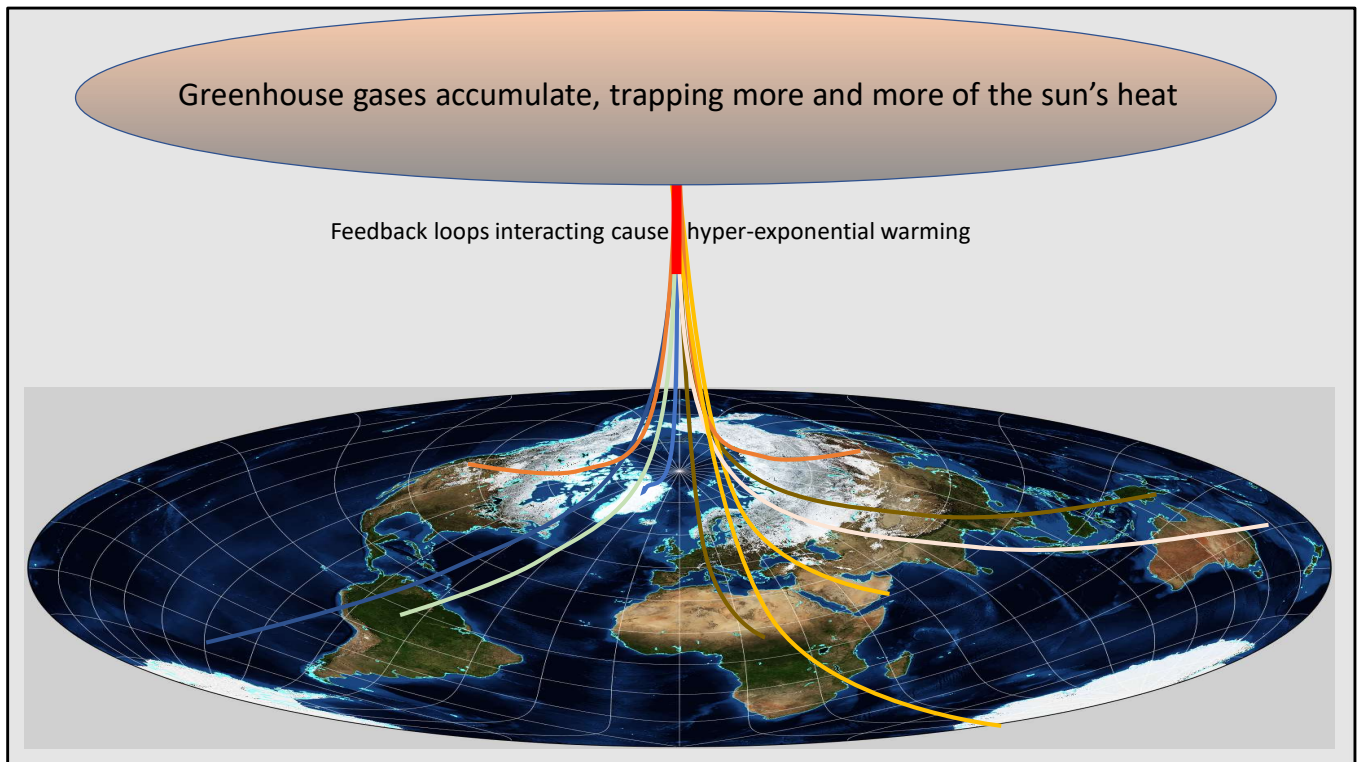 Greenhouse gases accumulate, trapping more and more of the sun’s heat
Feedback loops interacting cause hyper-exponential warming